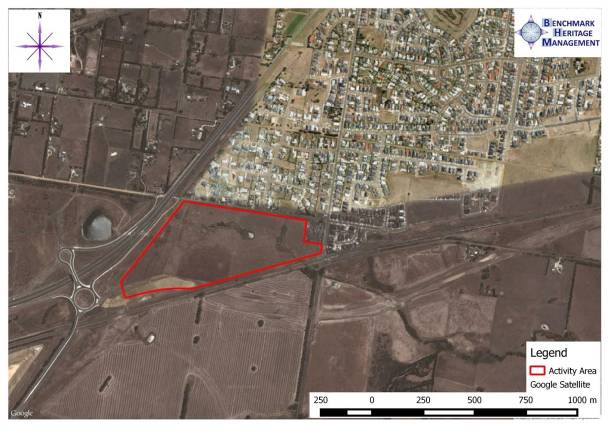 N
BENCHMARK
HERITAGE
MANAGEMENT
Legend
Activity Area
Google Satellite
250 0 250 500 750 1000 m
Google